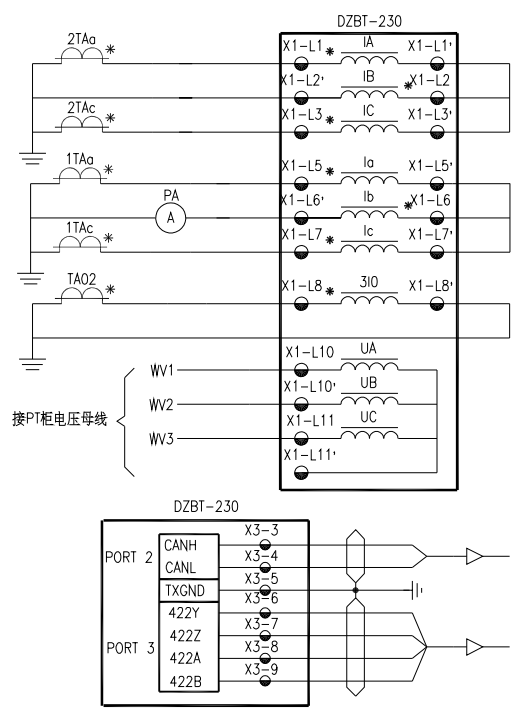 DZBT-230
2TAa * X1-L1 * IA X1-L1'
X1-L2' IB * X1-L2
2TAc * X1-L3 * IC X1-L3'
1TAa * X1-L5 * Ia X1-L5'
PA
A X1-L6' Ib * X1-L6
1TAc * X1-L7 * Ic X1-L7'
TA02 * X1-L8 * 3I0 X1-L8'
X1-L10 UA
WV1
X1-L10' UB
WV2
接PT柜电压母线
X1-L11 UC
WV3
X1-L11'
DZBT-230
X3-3
PORT 2 CANH
X3-4
CANL
X3-5
TXGND
X3-6
422Y
X3-7
422Z
PORT 3
X3-8
422A
X3-9
422B